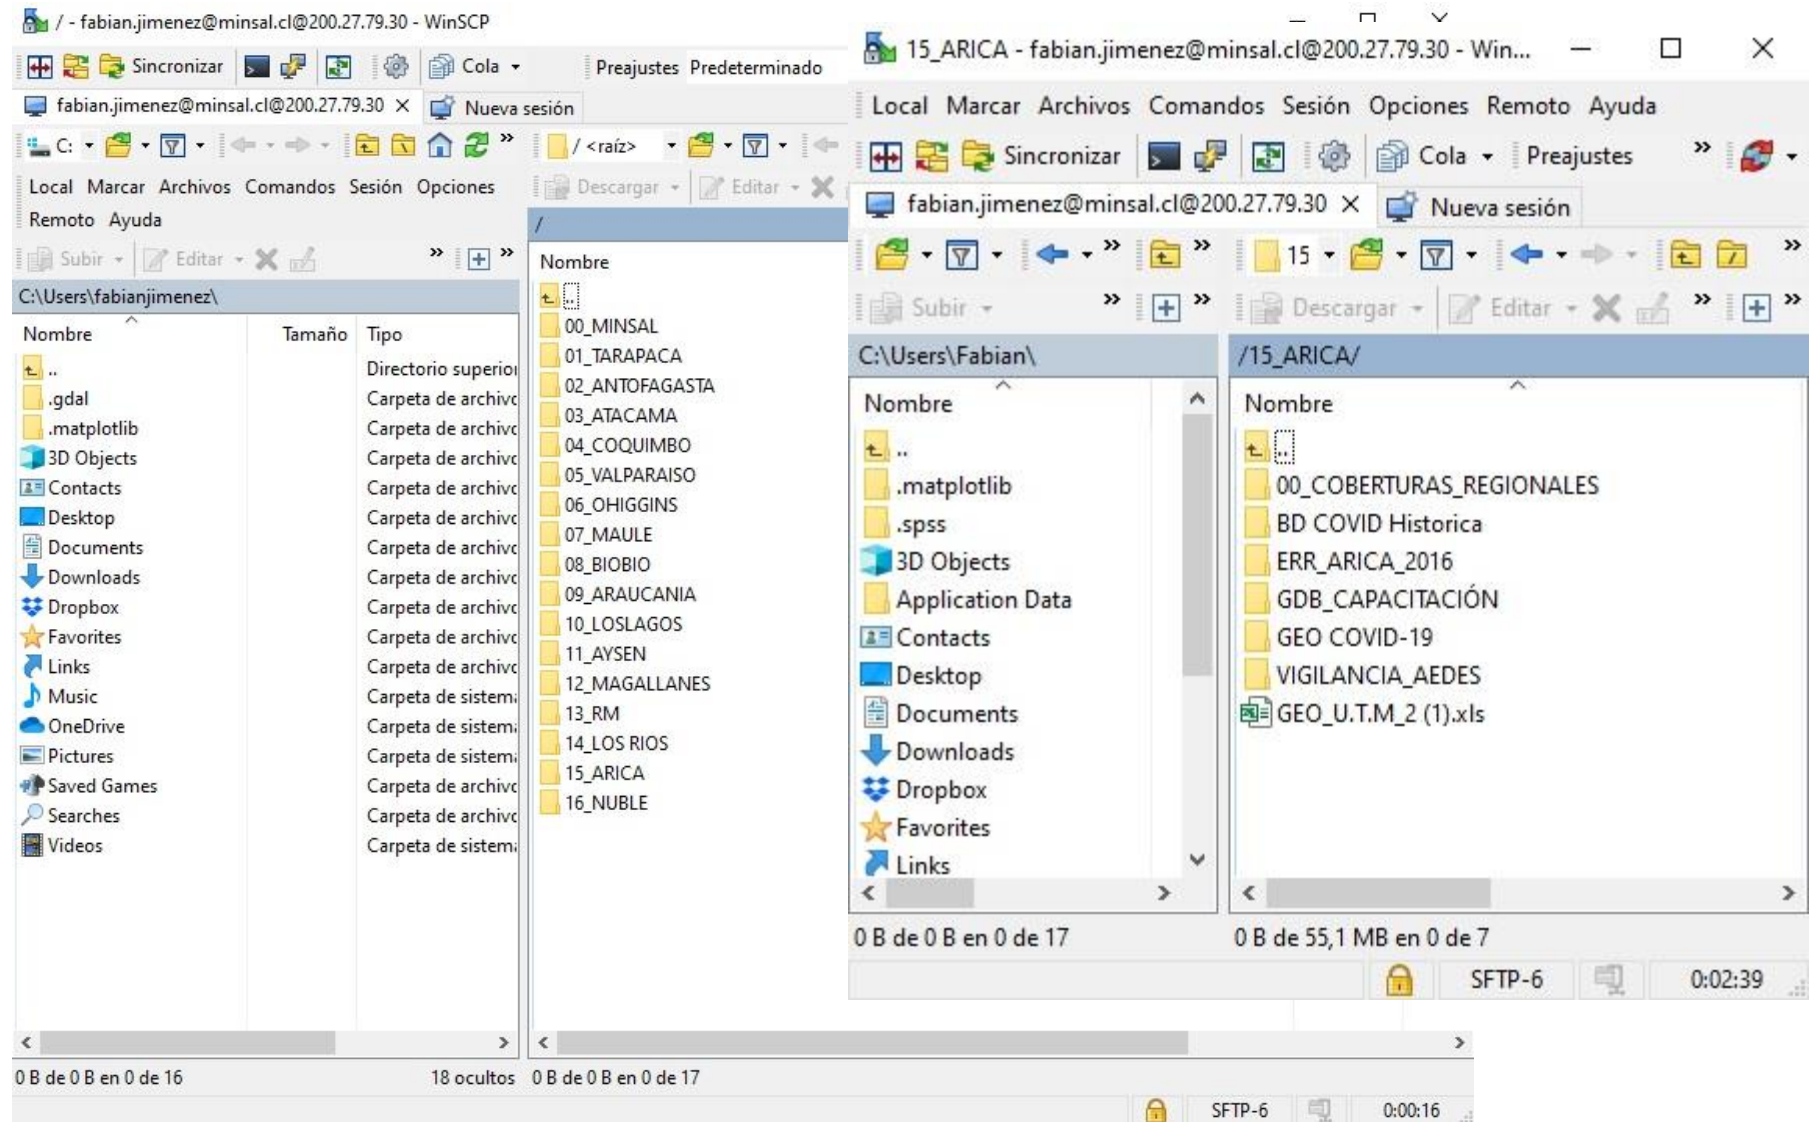 / - fabian.jimenez@minsal.cl@200.27.79.30 - WinSCP
Sincronizar Cola Preajustes Predeterminado
fabian.jimenez@minsal.cl@200.27.79.30 Nueva sesión
C: / <raíz>
Local Marcar Archivos Comandos Sesión Opciones Descargar Editar
Remoto Ayuda
/
Subir Editar
Nombre
C:\Users\fabianjimenez\
..
Nombre Tamaño Tipo
.. Directorio superior
.gdal Carpeta de archivo
.matplotlib Carpeta de archivo
3D Objects Carpeta de archivo
Contacts Carpeta de archivo
Desktop Carpeta de archivo
Documents Carpeta de archivo
Downloads Carpeta de archivo
Dropbox Carpeta de archivo
Favorites Carpeta de archivo
Links Carpeta de archivo
Music Carpeta de sistema
OneDrive Carpeta de sistema
Pictures Carpeta de sistema
Saved Games Carpeta de archivo
Searches Carpeta de archivo
Videos Carpeta de sistema
00_MINSAL
01_TARAPACA
02_ANTOFAGASTA
03_ATACAMA
04_COQUIMBO
05_VALPARAISO
06_OHIGGINS
07_MAULE
08_BIOBIO
09_ARAUCANIA
10_LOSLAGOS
11_AYSEN
12_MAGALLANES
13_RM
14_LOS RIOS
15_ARICA
16_NUBLE
0 B de 0 B en 0 de 16 18 ocultos 0 B de 0 B en 0 de 17
SFTP-6 0:00:16
15_ARICA - fabian.jimenez@minsal.cl@200.27.79.30 - Win...
Local Marcar Archivos Comandos Sesión Opciones Remoto Ayuda
Sincronizar Cola Preajustes
fabian.jimenez@minsal.cl@200.27.79.30 Nueva sesión
15
Subir Descargar Editar
C:\Users\Fabian\ /15_ARICA/
Nombre
..
.matplotlib
.spss
3D Objects
Application Data
Contacts
Desktop
Documents
Downloads
Dropbox
Favorites
Links
Nombre
..
00_COBERTURAS_REGIONALES
BD COVID Historica
ERR_ARICA_2016
GDB_CAPACITACIÓN
GEO COVID-19
VIGILANCIA_AEDES
GEO_U.T.M_2 (1).xls
0 B de 0 B en 0 de 17 0 B de 55,1 MB en 0 de 7
SFTP-6 0:02:39